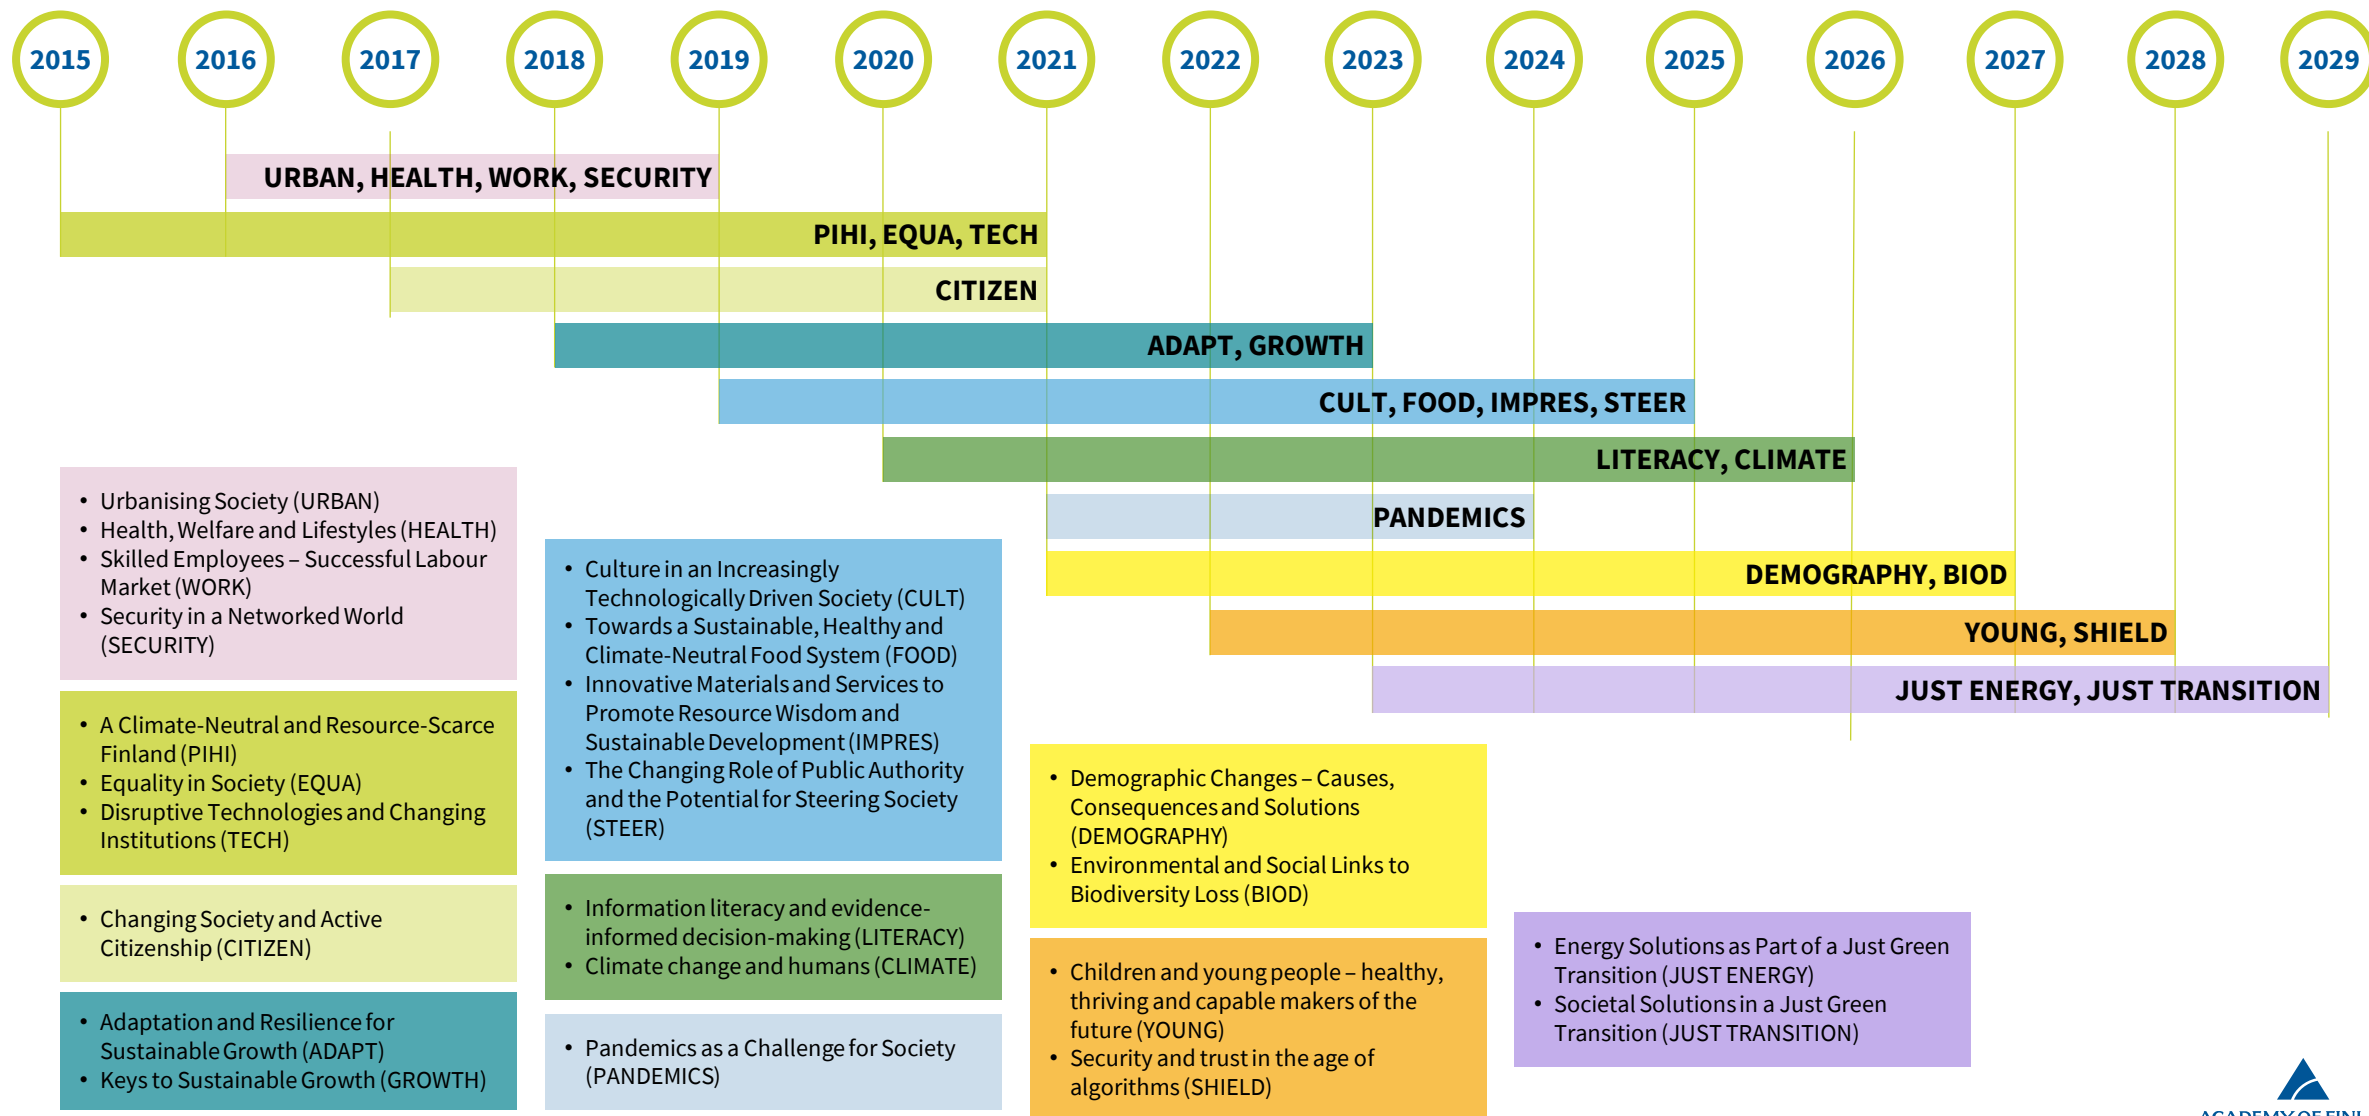 2015 2016 2017 2018 2019 2020 2021 2022 2023 2024 2025 2026 2027 2028 2029
URBAN, HEALTH, WORK, SECURITY
PIHI, EQUA, TECH
CITIZEN
ADAPT, GROWTH
CULT, FOOD, IMPRES, STEER
LITERACY, CLIMATE
PANDEMICS
DEMOGRAPHY, BIOD
YOUNG, SHIELD
JUST ENERGY, JUST TRANSITION
• Urbanising Society (URBAN)
• Health, Welfare and Lifestyles (HEALTH)
• Skilled Employees – Successful Labour
Market (WORK)
• Security in a Networked World
(SECURITY)
• A Climate-Neutral and Resource-Scarce
Finland (PIHI)
• Equality in Society (EQUA)
• Disruptive Technologies and Changing
Institutions (TECH)
• Changing Society and Active
Citizenship (CITIZEN)
• Adaptation and Resilience for
Sustainable Growth (ADAPT)
• Keys to Sustainable Growth (GROWTH)
• Culture in an Increasingly
Technologically Driven Society (CULT)
• Towards a Sustainable, Healthy and
Climate-Neutral Food System (FOOD)
• Innovative Materials and Services to
Promote Resource Wisdom and
Sustainable Development (IMPRES)
• The Changing Role of Public Authority
and the Potential for Steering Society
(STEER)
• Information literacy and evidence-
informed decision-making (LITERACY)
• Climate change and humans (CLIMATE)
• Pandemics as a Challenge for Society
(PANDEMICS)
• Demographic Changes – Causes,
Consequences and Solutions
(DEMOGRAPHY)
• Environmental and Social Links to
Biodiversity Loss (BIOD)
• Children and young people – healthy,
thriving and capable makers of the
future (YOUNG)
• Security and trust in the age of
algorithms (SHIELD)
• Energy Solutions as Part of a Just Green
Transition (JUST ENERGY)
• Societal Solutions in a Just Green
Transition (JUST TRANSITION)
ACADEMY OF